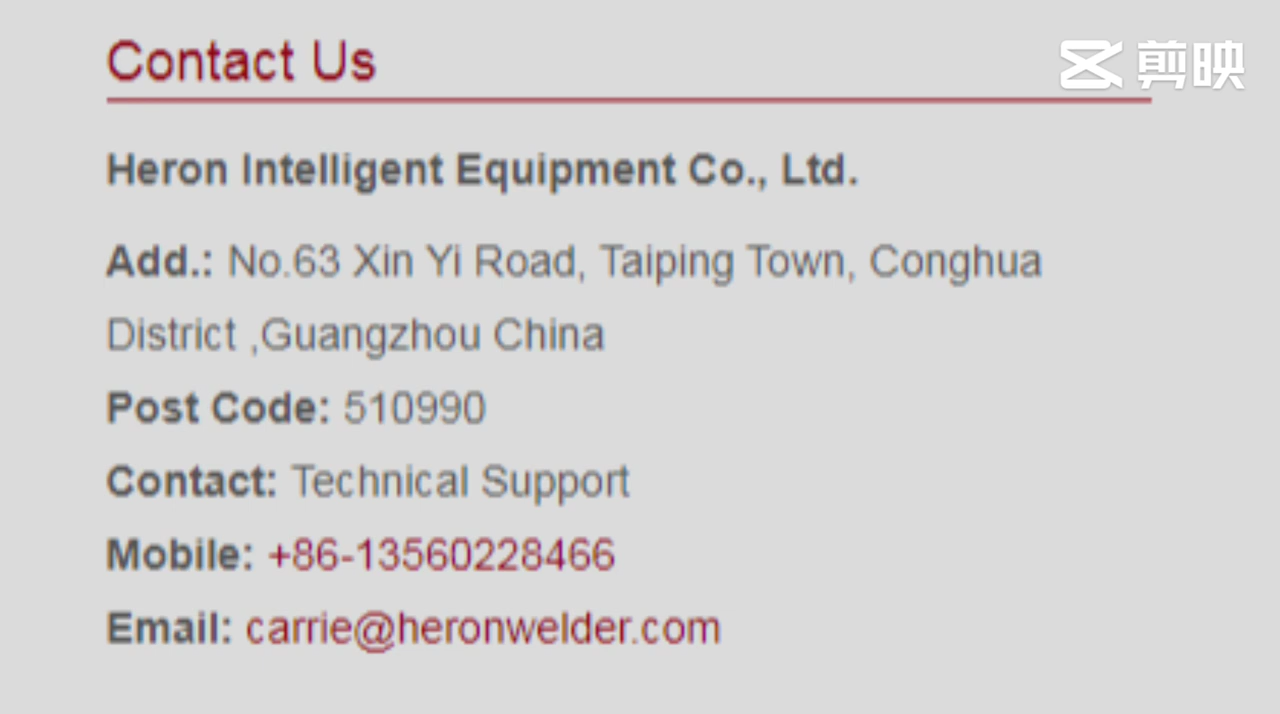 Contact Us
剪映
Heron Intelligent Equipment Co., Ltd.
Add.: No.63 Xin Yi Road, Taiping Town, Conghua
District ,Guangzhou China
Post Code: 510990
Contact: Technical Support
Mobile: +86-13560228466
Email: carrie@heronwelder.com